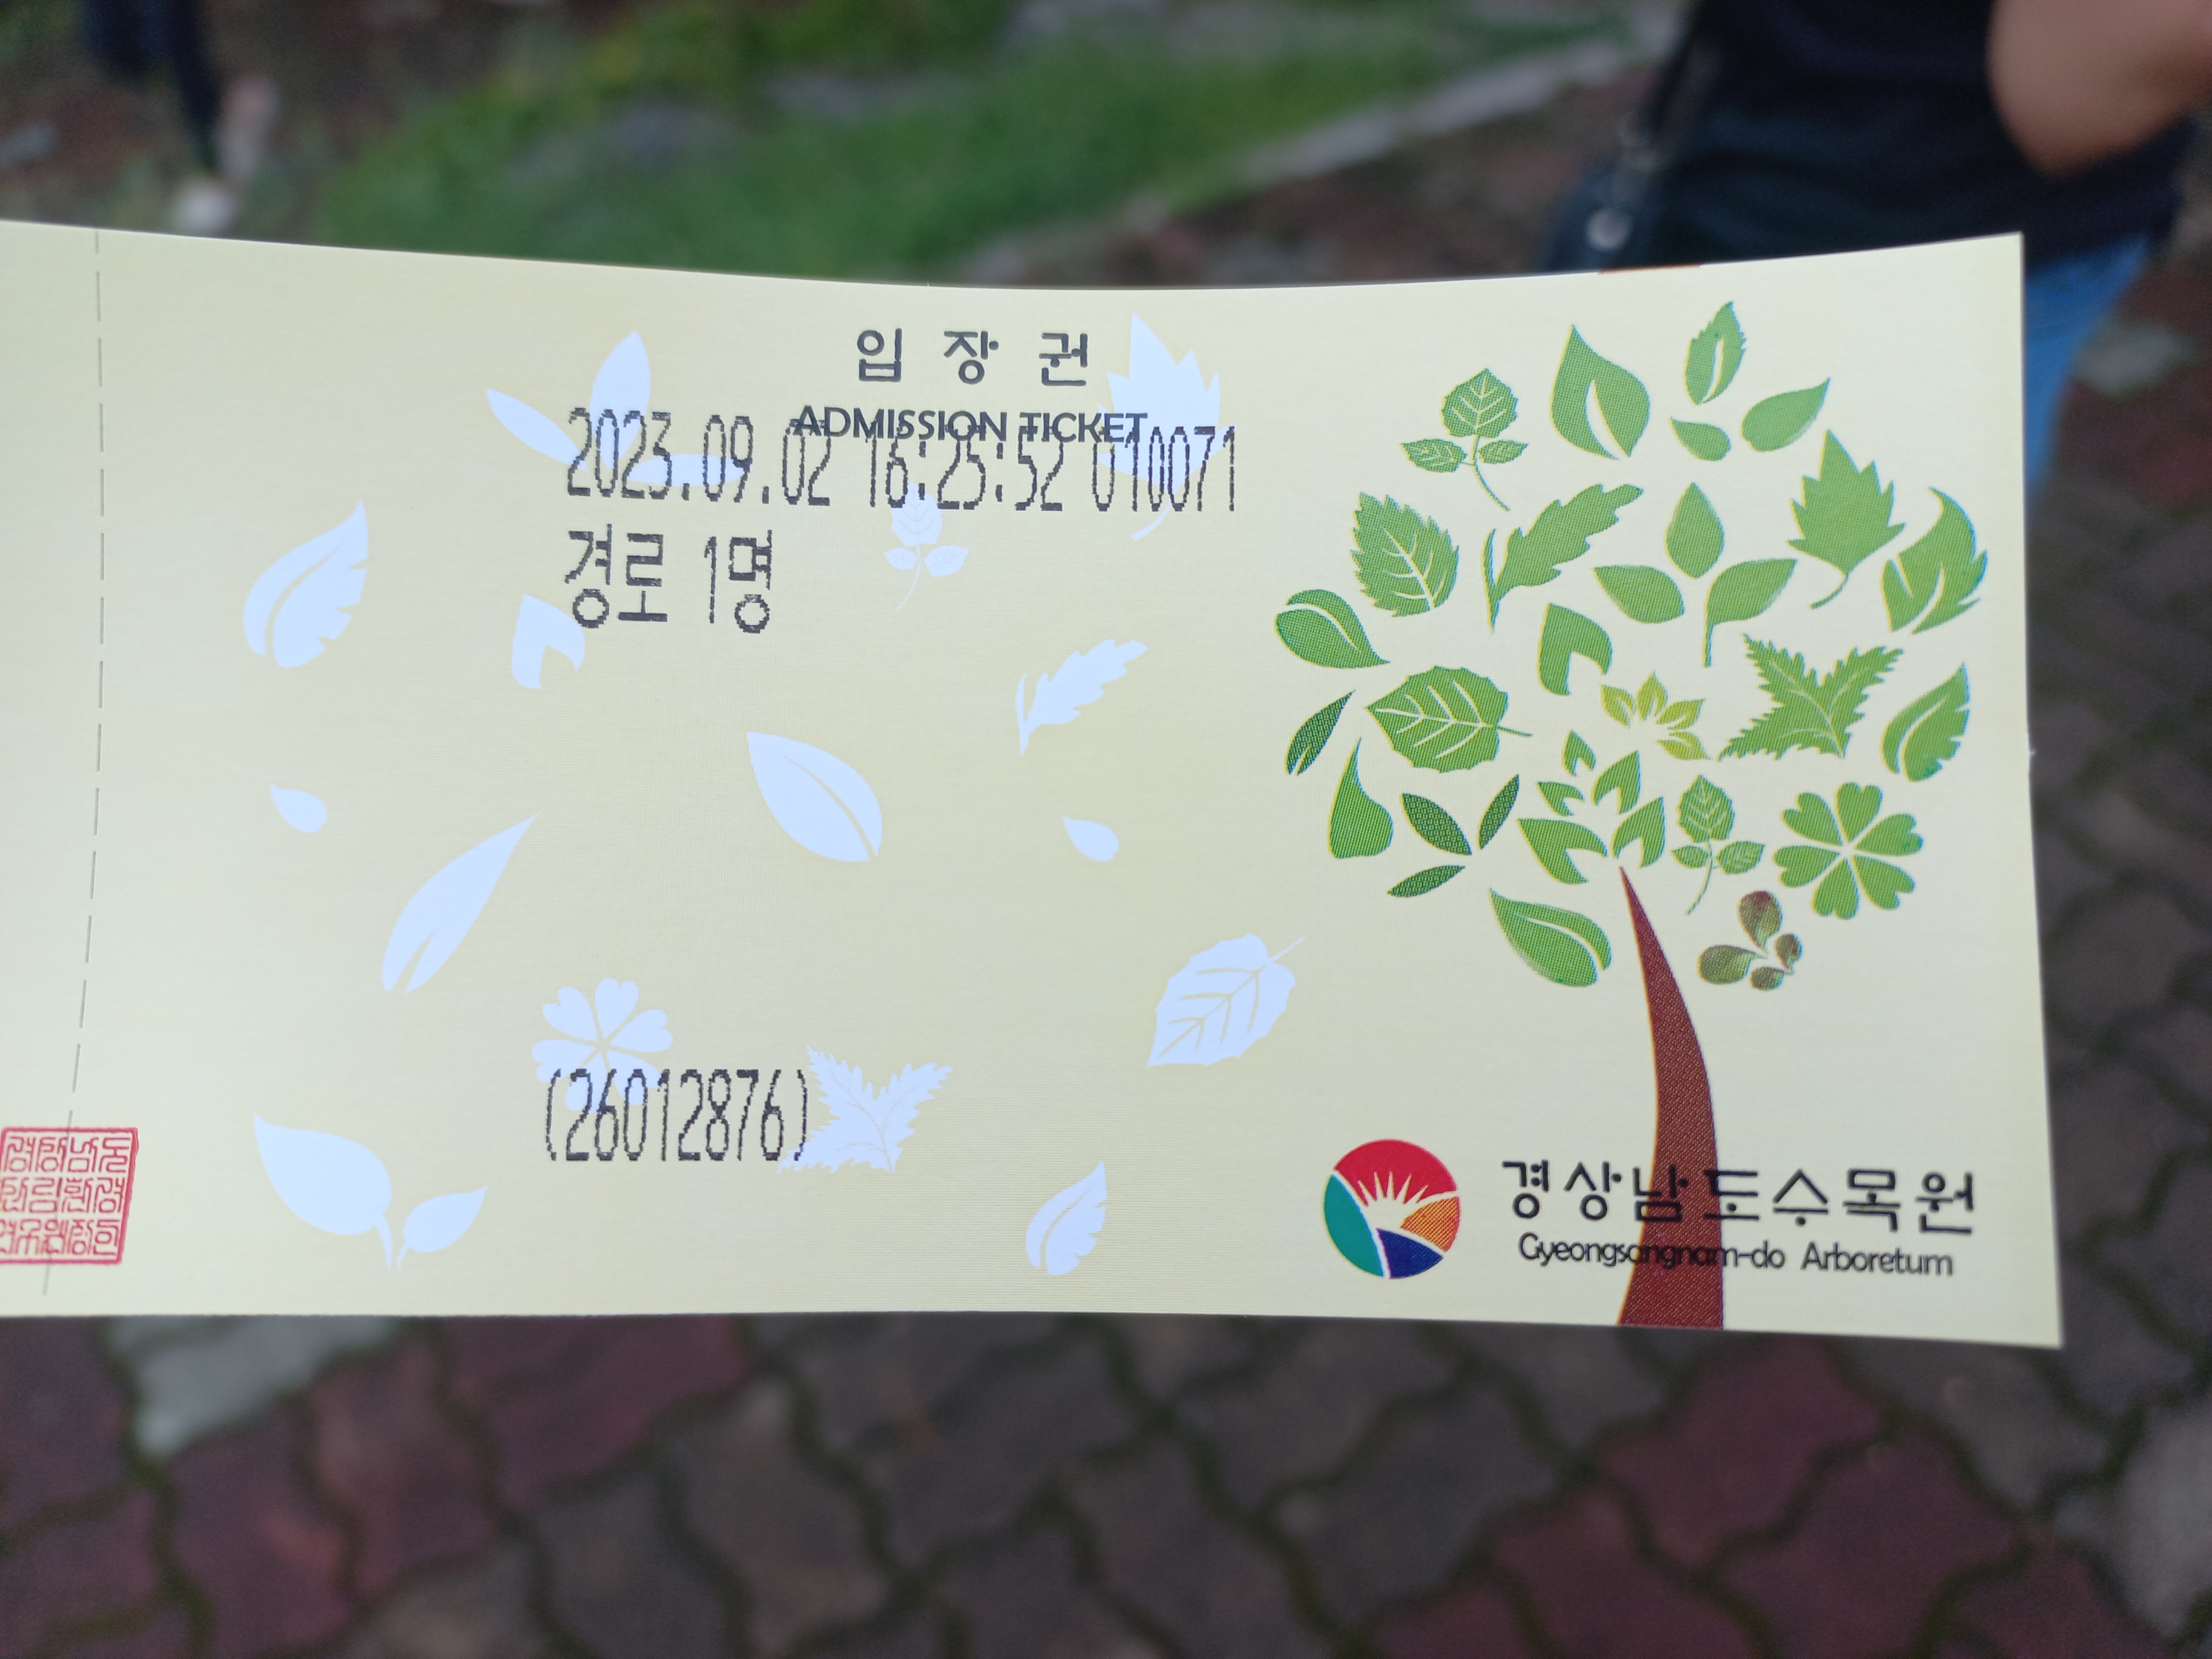 입장권
ADMISSION TICKET
2023.09.02 16:25:52 010071
경로 1명
(26012876)
경상남도수목원
Gyeongsangnam-do Arboretum